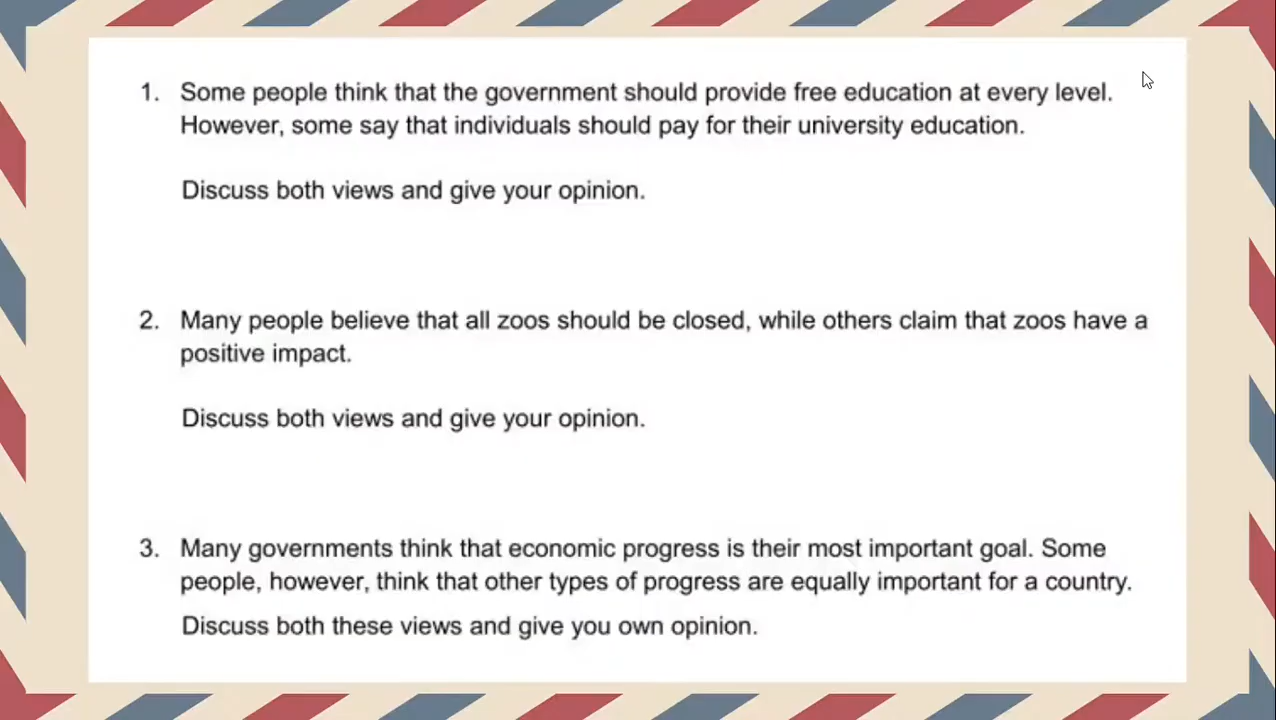 1. Some people think that the government should provide free education at every level.
However, some say that individuals should pay for their university education.
Discuss both views and give your opinion.
2. Many people believe that all zoos should be closed, while others claim that zoos have a
positive impact.
Discuss both views and give your opinion.
3. Many governments think that economic progress is their most important goal. Some
people, however, think that other types of progress are equally important for a country.
Discuss both these views and give you own opinion.